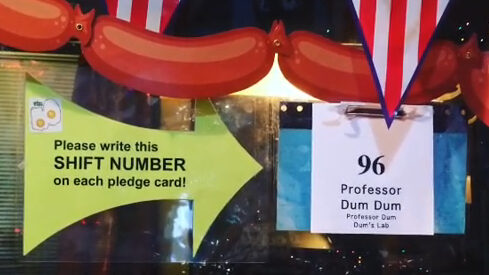 Please write this
SHIFT NUMBER
on each pledge card!
96
Professor
Dum Dum
Professor Dum
Dum's Lab